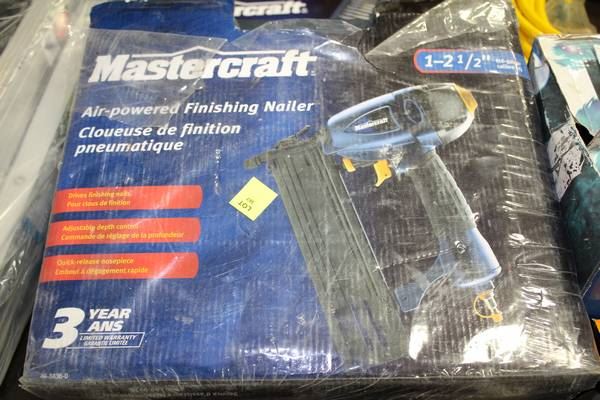 Mastercraft
1-2 1/2"
Air-powered Finishing Nailer
Cloueuse de finition
pneumatique
Mastercraft
Drives finishing nails
Pour clous de finition
LOT
Adjustable depth control
Commande de réglage de la profondeur
Quick-release nosepiece
Embout à dégagement rapide
3 YEAR
ANS
LIMITED WARRANTY
GARANTIE LIMITÉE